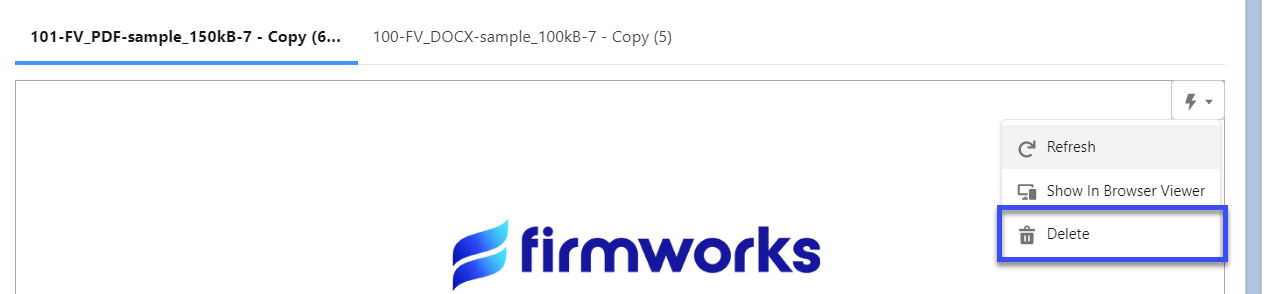 101-FV_PDF-sample_150kB-7 - Copy (6... 100-FV_DOCX-sample_100kB-7 - Copy (5)
Refresh
Show In Browser Viewer
Delete
firmworks